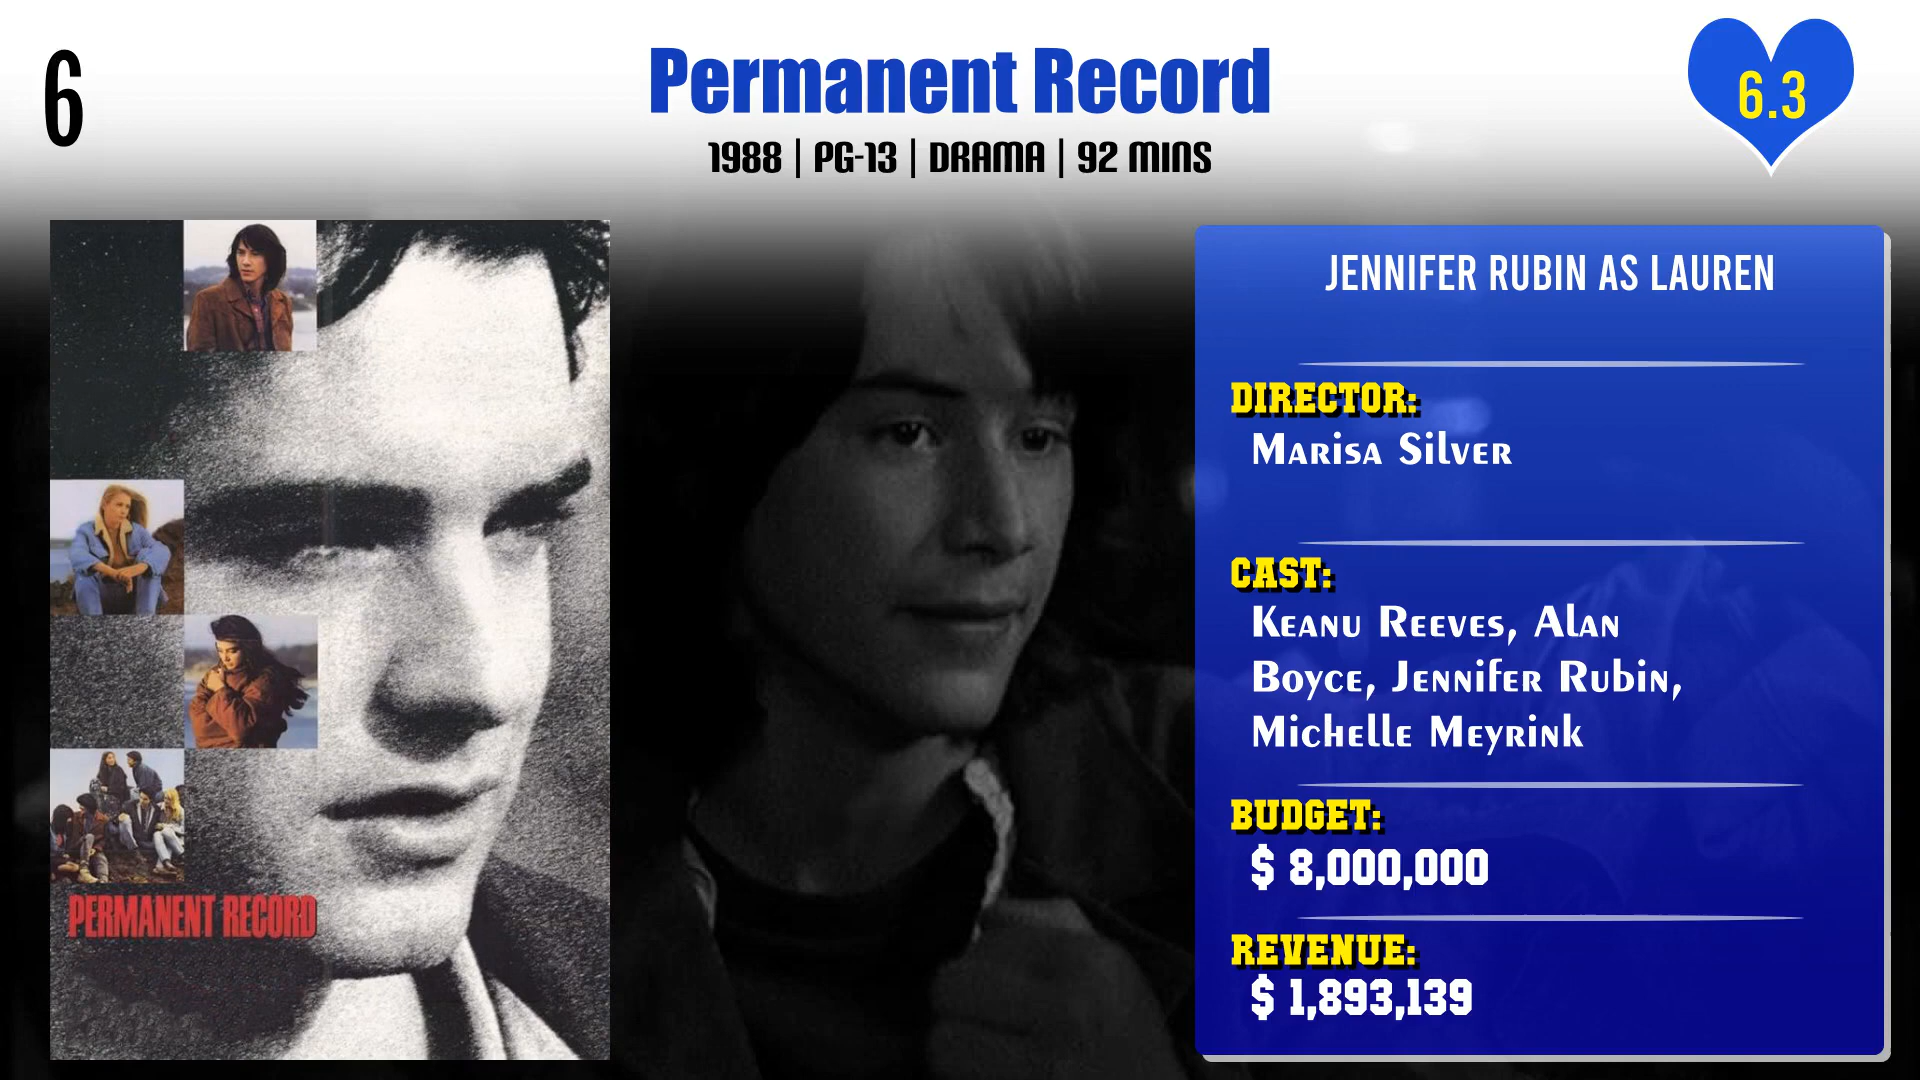 6
Permanent Record
1988 | PG-13 | DRAMA | 92 MINS
6.3
JENNIFER RUBIN AS LAUREN
DIRECTOR:
Marisa Silver
CAST:
Keanu Reeves, Alan
Boyce, Jennifer Rubin,
Michelle Meyrink
BUDGET:
$ 8,000,000
REVENUE:
$ 1,893,139
PERMANENT RECORD